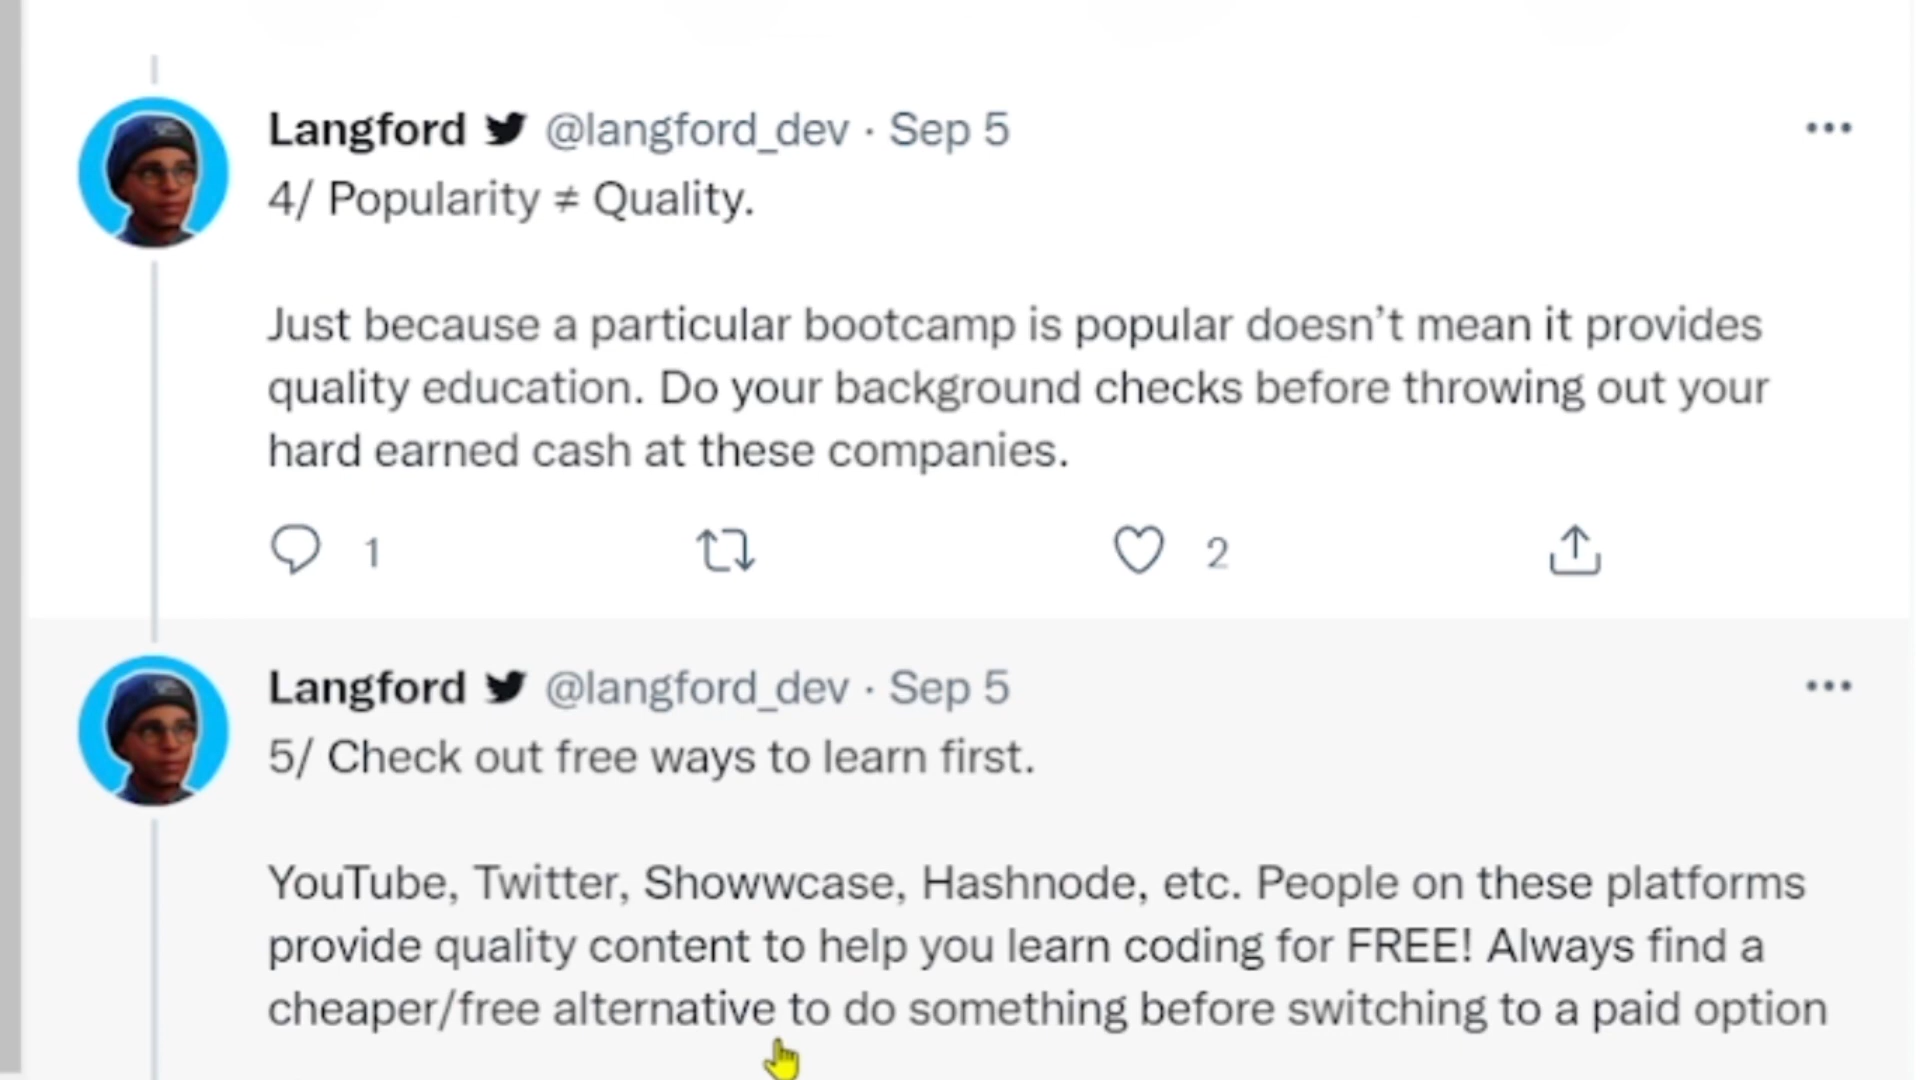 Langford @langford_dev · Sep 5
4/ Popularity ≠ Quality.
Just because a particular bootcamp is popular doesn’t mean it provides
quality education. Do your background checks before throwing out your
hard earned cash at these companies.
1 2
Langford @langford_dev · Sep 5
5/ Check out free ways to learn first.
YouTube, Twitter, Showwcase, Hashnode, etc. People on these platforms
provide quality content to help you learn coding for FREE! Always find a
cheaper/free alternative to do something before switching to a paid option